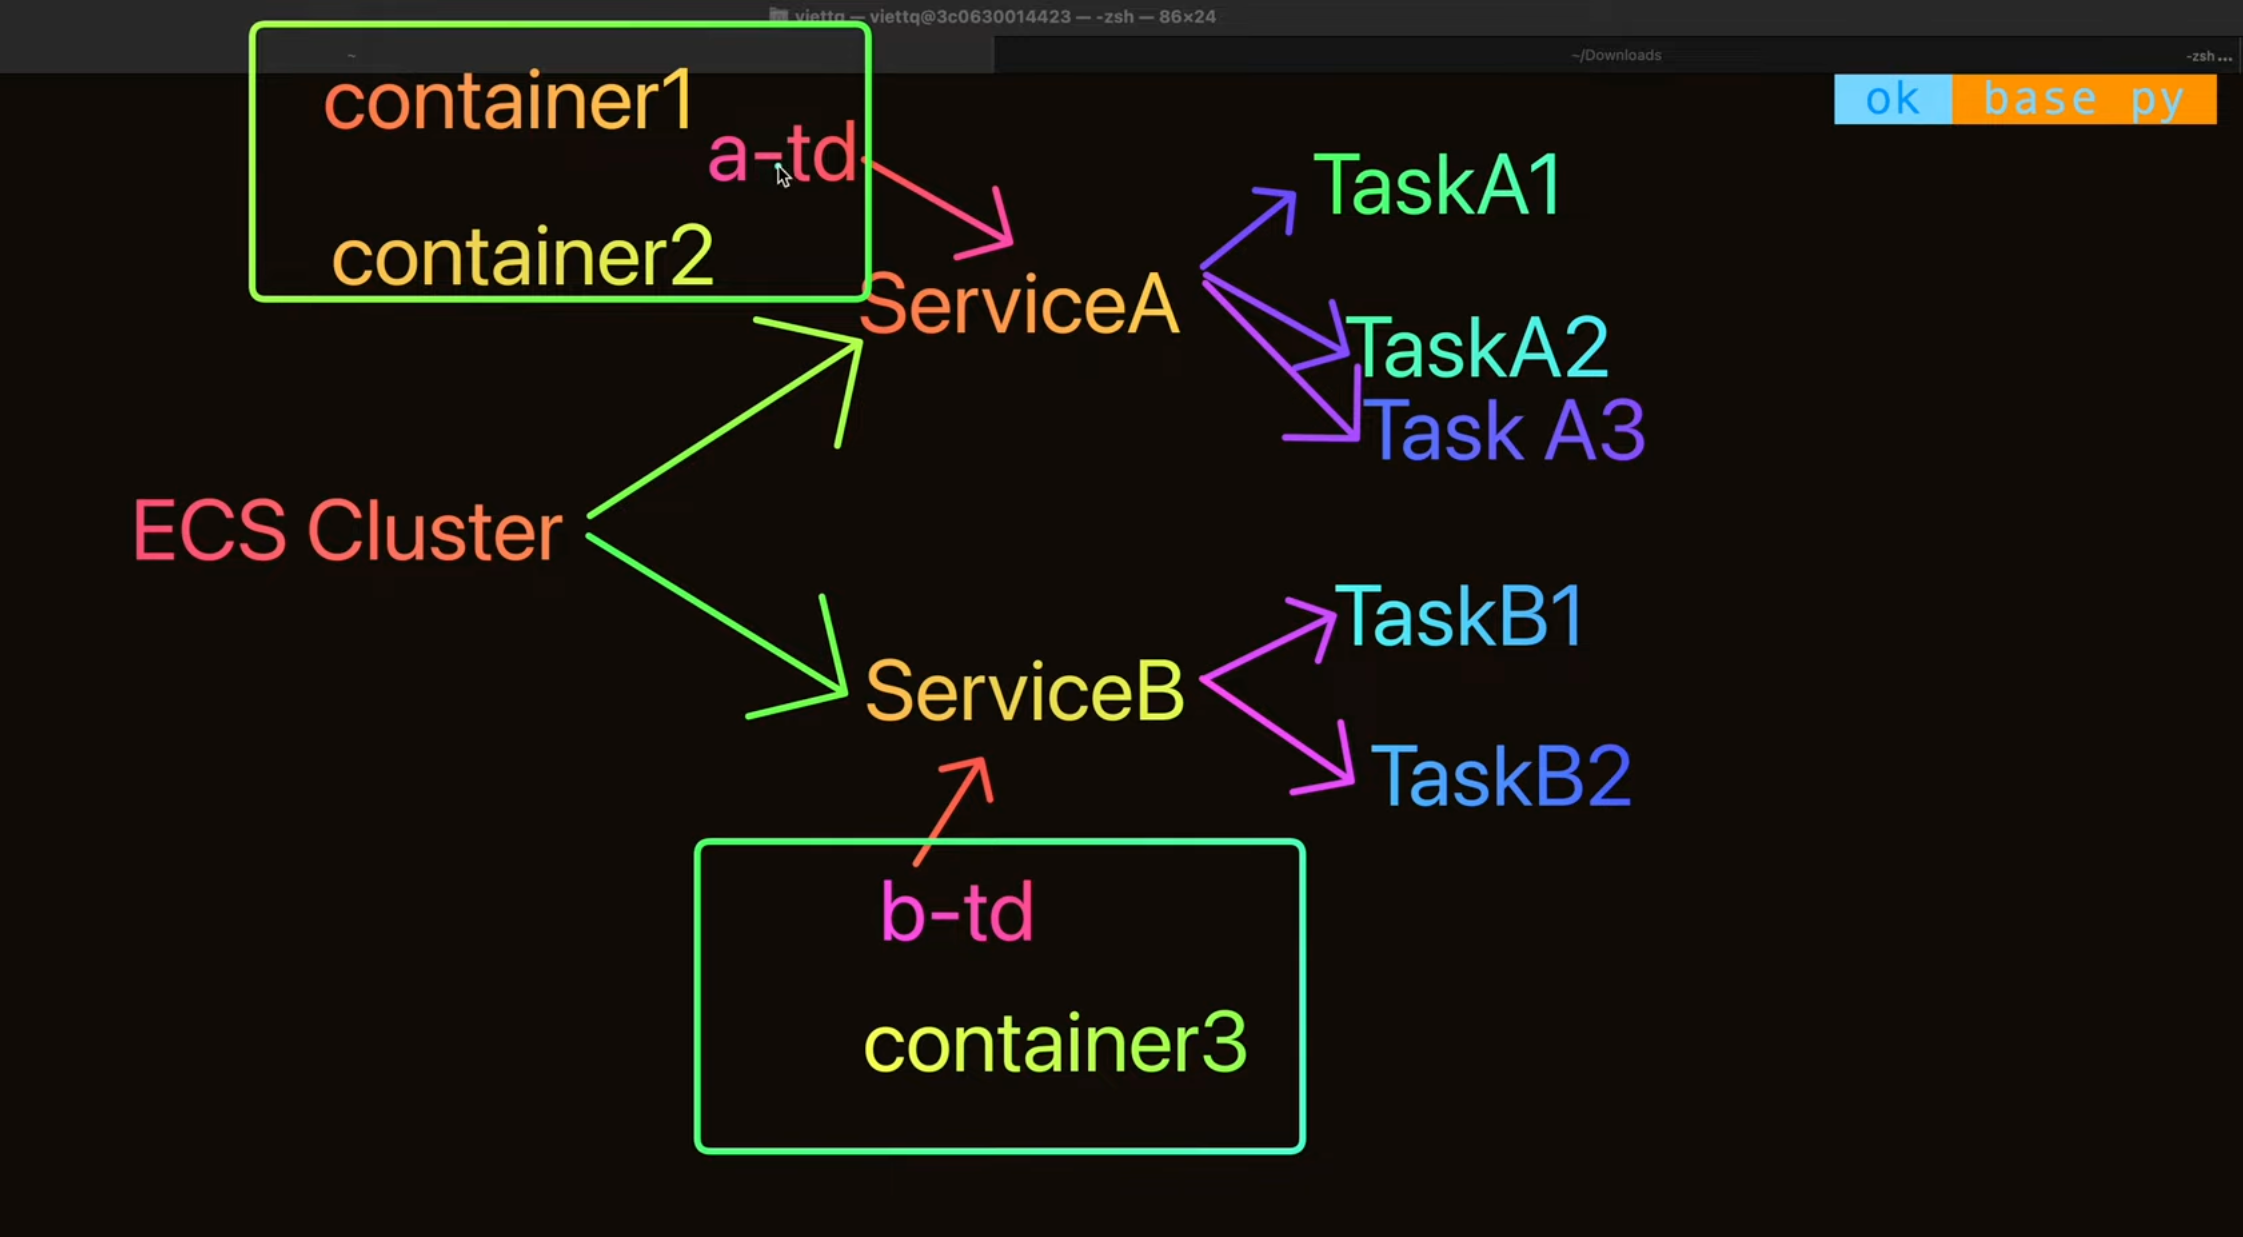 viettq — viettq@3c0630014423 — -zsh — 86×24
~
~/Downloads
-zsh...
ok base py
container1
a-td
container2
ServiceA
TaskA1
TaskA2
Task A3
ECS Cluster
ServiceB
TaskB1
TaskB2
b-td
container3